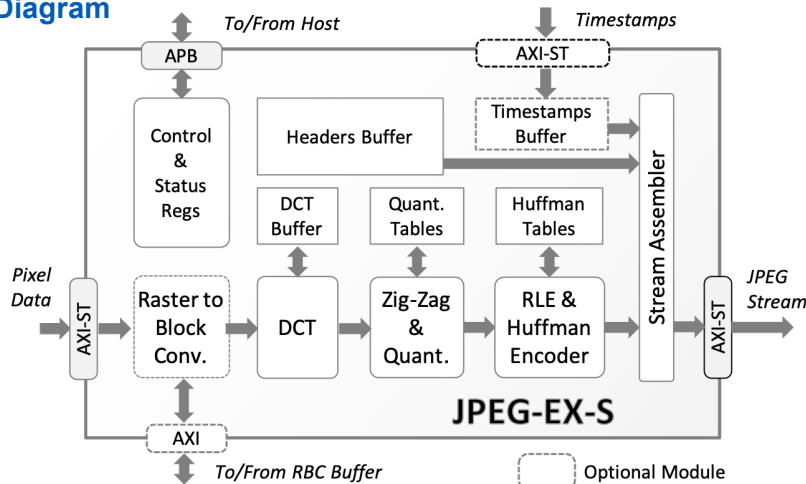 Diagram
To/From Host
Timestamps
APB
AXI-ST
Control
&
Status
Regs
Headers Buffer
Timestamps
Buffer
DCT
Buffer
Quant.
Tables
Huffman
Tables
Stream Assembler
Pixel
Data
AXI-ST
Raster to
Block
Conv.
DCT
Zig-Zag
&
Quant.
RLE &
Huffman
Encoder
AXI-ST
JPEG
Stream
JPEG-EX-S
AXI
To/From RBC Buffer
Optional Module